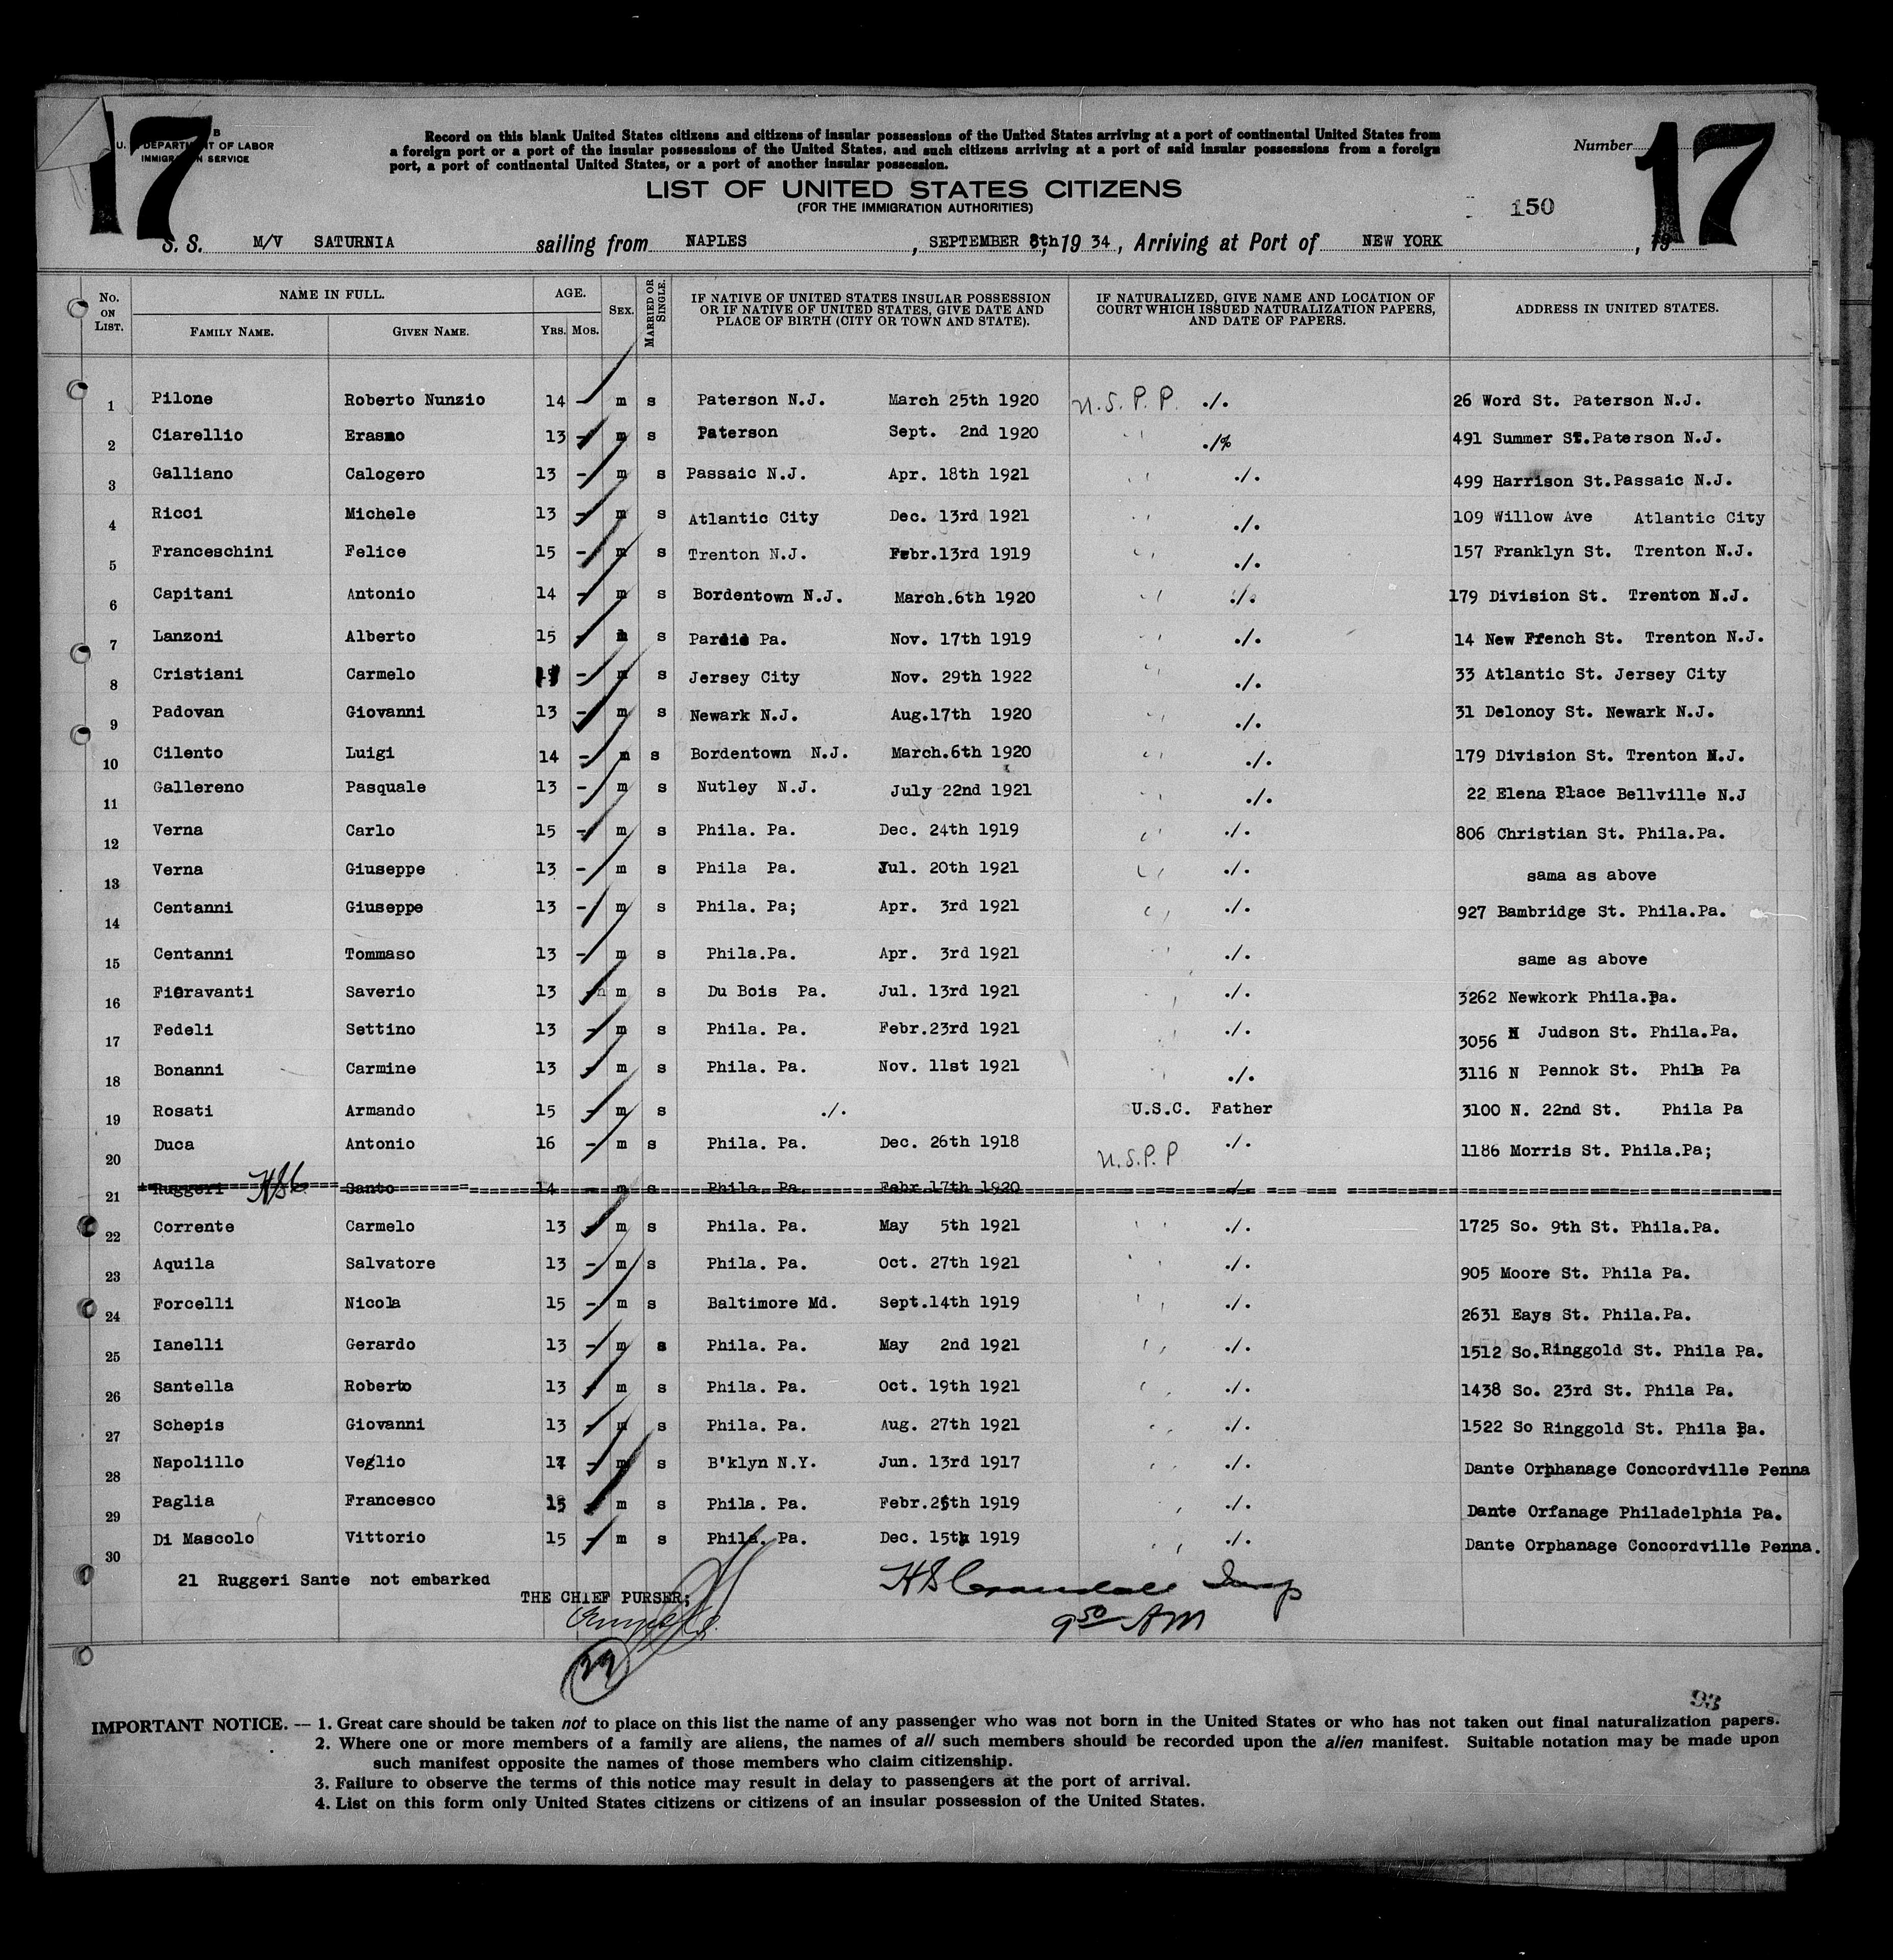 17
B
U. S. DEPARTMENT OF LABOR
IMMIGRATION SERVICE
Record on this blank United States citizens and citizens of insular possessions of the United States arriving at a port of continental United States from
a foreign port or a port of the insular possessions of the United States, and such citizens arriving at a port of said insular possessions from a foreign
port, a port of continental United States, or a port of another insular possession.
Number
17
LIST OF UNITED STATES CITIZENS
(FOR THE IMMIGRATION AUTHORITIES)
150
S. S. M/V SATURNIA sailing from NAPLES, SEPTEMBER 8th, 19 34, Arriving at Port of NEW YORK, 19
No. ON LIST. NAME IN FULL. FAMILY NAME. GIVEN NAME. AGE. YRS. MOS. SEX. MARRIED OR SINGLE. IF NATIVE OF UNITED STATES INSULAR POSSESSION OR IF NATIVE OF UNITED STATES, GIVE DATE AND PLACE OF BIRTH (CITY OR TOWN AND STATE). IF NATURALIZED, GIVE NAME AND LOCATION OF COURT WHICH ISSUED NATURALIZATION PAPERS, AND DATE OF PAPERS. ADDRESS IN UNITED STATES.
1 Pilone Roberto Nunzio 14 - m s Paterson N.J. March 25th 1920 U.S.P.P. ./. 26 Word St. Paterson N.J.
2 Ciarellio Erasmo 13 - m s Paterson Sept. 2nd 1920 " ./% 491 Summer St.Paterson N.J.
3 Galliano Calogero 13 - m s Passaic N.J. Apr. 18th 1921 " ./. 499 Harrison St.Passaic N.J.
4 Ricci Michele 13 - m s Atlantic City Dec. 13rd 1921 " ./. 109 Willow Ave Atlantic City
5 Franceschini Felice 15 - m s Trenton N.J. Febr.13rd 1919 " ./. 157 Franklyn St. Trenton N.J.
6 Capitani Antonio 14 - m s Bordentown N.J. March.6th 1920 " ./. 179 Division St. Trenton N.J.
7 Lanzoni Alberto 15 - m s Pardid Pa. Nov. 17th 1919 " ./. 14 New French St. Trenton N.J.
8 Cristiani Carmelo - m s Jersey City Nov. 29th 1922 " ./. 33 Atlantic St. Jersey City
9 Padovan Giovanni 13 - m s Newark N.J. Aug.17th 1920 " ./. 31 Delonoy St. Newark N.J.
10 Cilento Luigi 14 - m s Bordentown N.J. March.6th 1920 " ./. 179 Division St. Trenton N.J.
11 Gallereno Pasquale 13 - m s Nutley N.J. July 22nd 1921 " ./. 22 Elena Place Bellville N.J
12 Verna Carlo 15 - m s Phila. Pa. Dec. 24th 1919 " ./. 806 Christian St. Phila.Pa.
13 Verna Giuseppe 13 - m s Phila Pa. Jul. 20th 1921 " ./. sama as above
14 Centanni Giuseppe 13 - m s Phila. Pa; Apr. 3rd 1921 " ./. 927 Bambridge St. Phila.Pa.
15 Centanni Tommaso 13 - m s Phila.Pa. Apr. 3rd 1921 " ./. same as above
16 Fioravanti Saverio 13 - m s Du Bois Pa. Jul. 13rd 1921 " ./. 3262 Newkork Phila.Pa.
17 Fedeli Settino 13 - m s Phila. Pa. Febr.23rd 1921 " ./. 3056 N Judson St. Phila.Pa.
18 Bonanni Carmine 13 - m s Phila. Pa. Nov. 11st 1921 " ./. 3116 N Pennok St. Phila Pa
19 Rosati Armando 15 - m s ./. U.S.C. Father 3100 N. 22nd St. Phila Pa
20 Duca Antonio 16 - m s Phila. Pa. Dec. 26th 1918 U.S.P.P ./. 1186 Morris St. Phila.Pa;
21 Ruggeri HSC Santo 14 - m s Phila Pa. Febr 17th 1920 ./.
22 Corrente Carmelo 13 - m s Phila. Pa. May 5th 1921 " ./. 1725 So. 9th St. Phila.Pa.
23 Aquila Salvatore 13 - m s Phila. Pa. Oct. 27th 1921 " ./. 905 Moore St. Phila Pa.
24 Forcelli Nicola 15 - m s Baltimore Md. Sept.14th 1919 " ./. 2631 Eays St. Phila.Pa.
25 Ianelli Gerardo 13 - m s Phila. Pa. May 2nd 1921 " ./. 1512 So.Ringgold St. Phila Pa.
26 Santella Roberto 13 - m s Phila. Pa. Oct. 19th 1921 " ./. 1438 So. 23rd St. Phila Pa.
27 Schepis Giovanni 13 - m s Phila. Pa. Aug. 27th 1921 " ./. 1522 So Ringgold St. Phila Pa.
28 Napolillo Veglio 17 - m s B'klyn N.Y. Jun. 13rd 1917 " ./. Dante Orphanage Concordville Penna
29 Paglia Francesco 15 - m s Phila. Pa. Febr.25th 1919 " ./. Dante Orfanage Philadelphia Pa.
30 Di Mascolo Vittorio 15 - m s Phila. Pa. Dec. 15th 1919 " ./. Dante Orphanage Concordville Penna.
21 Ruggeri Sante not embarked
THE CHIEF PURSER;
HSCrandall Insp
9 50 AM
29
93
IMPORTANT NOTICE. — 1. Great care should be taken not to place on this list the name of any passenger who was not born in the United States or who has not taken out final naturalization papers.
2. Where one or more members of a family are aliens, the names of all such members should be recorded upon the alien manifest. Suitable notation may be made upon
such manifest opposite the names of those members who claim citizenship.
3. Failure to observe the terms of this notice may result in delay to passengers at the port of arrival.
4. List on this form only United States citizens or citizens of an insular possession of the United States.